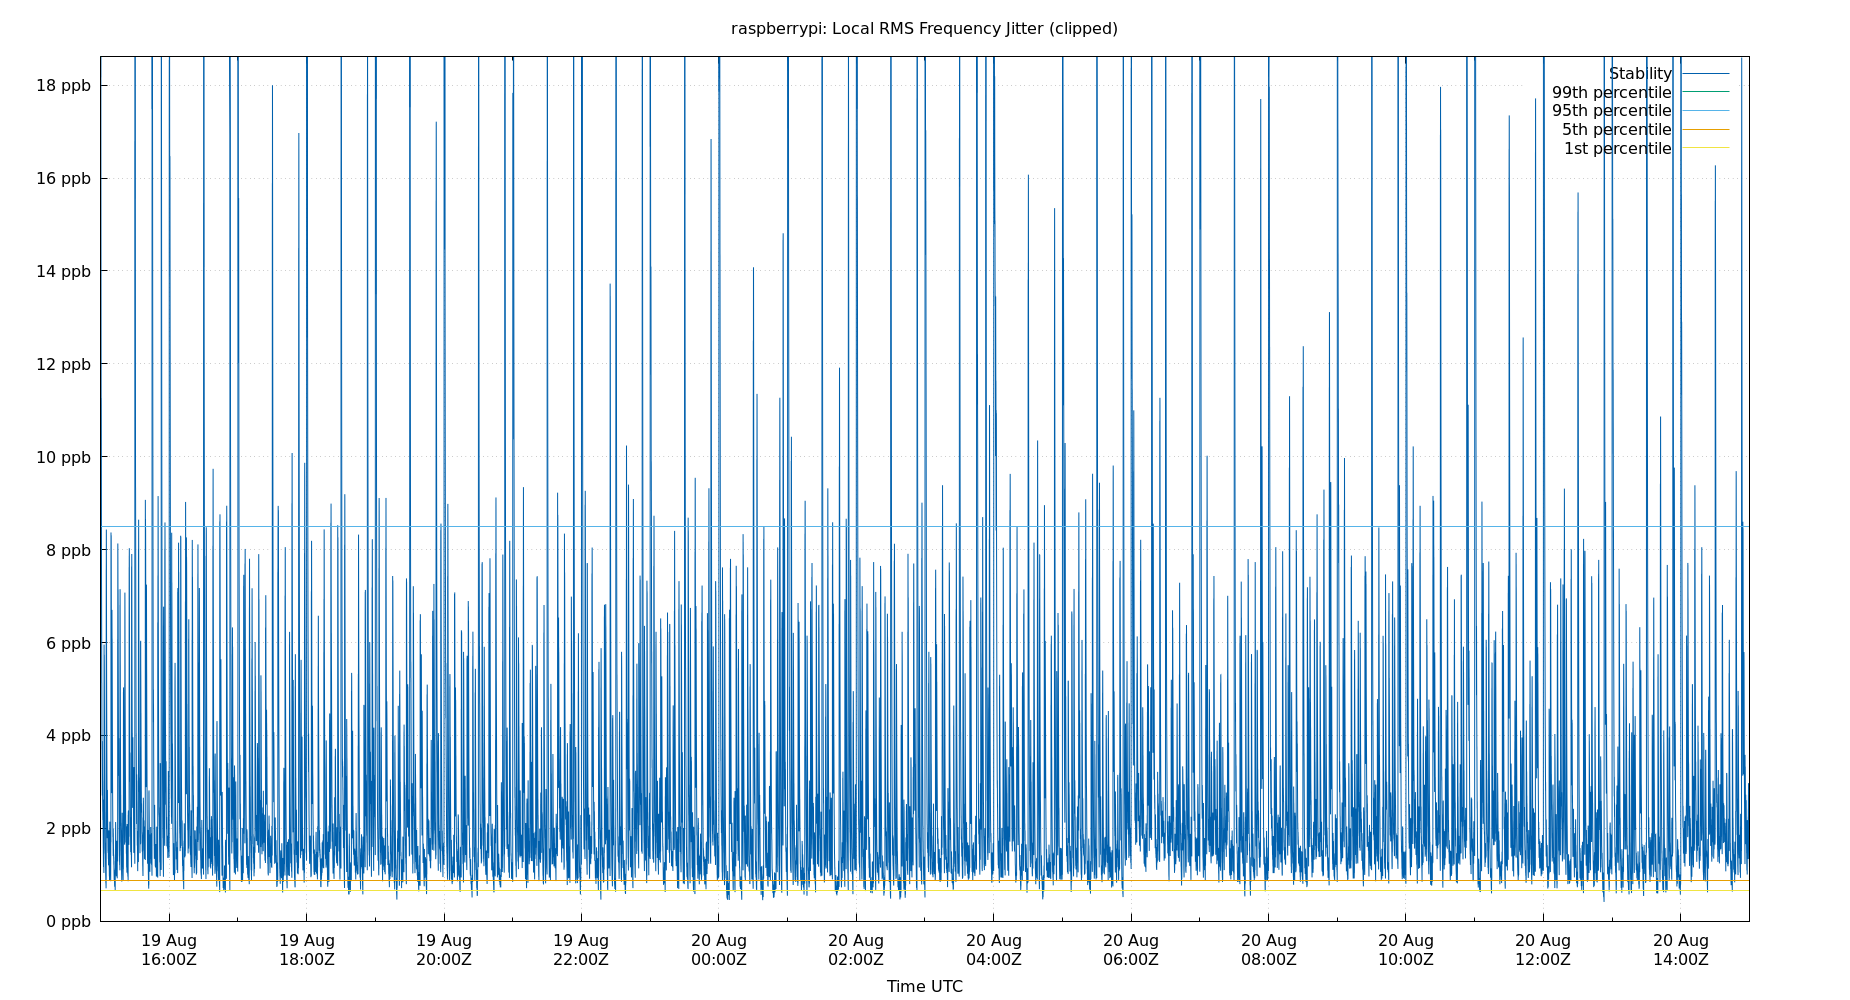 raspberrypi: Local RMS Frequency Jitter (clipped)
Stability
99th percentile
95th percentile
5th percentile
1st percentile
18 ppb
16 ppb
14 ppb
12 ppb
10 ppb
8 ppb
6 ppb
4 ppb
2 ppb
0 ppb
19 Aug 19 Aug 19 Aug 19 Aug 20 Aug 20 Aug 20 Aug 20 Aug 20 Aug 20 Aug 20 Aug 20 Aug
16:00Z 18:00Z 20:00Z 22:00Z 00:00Z 02:00Z 04:00Z 06:00Z 08:00Z 10:00Z 12:00Z 14:00Z
Time UTC